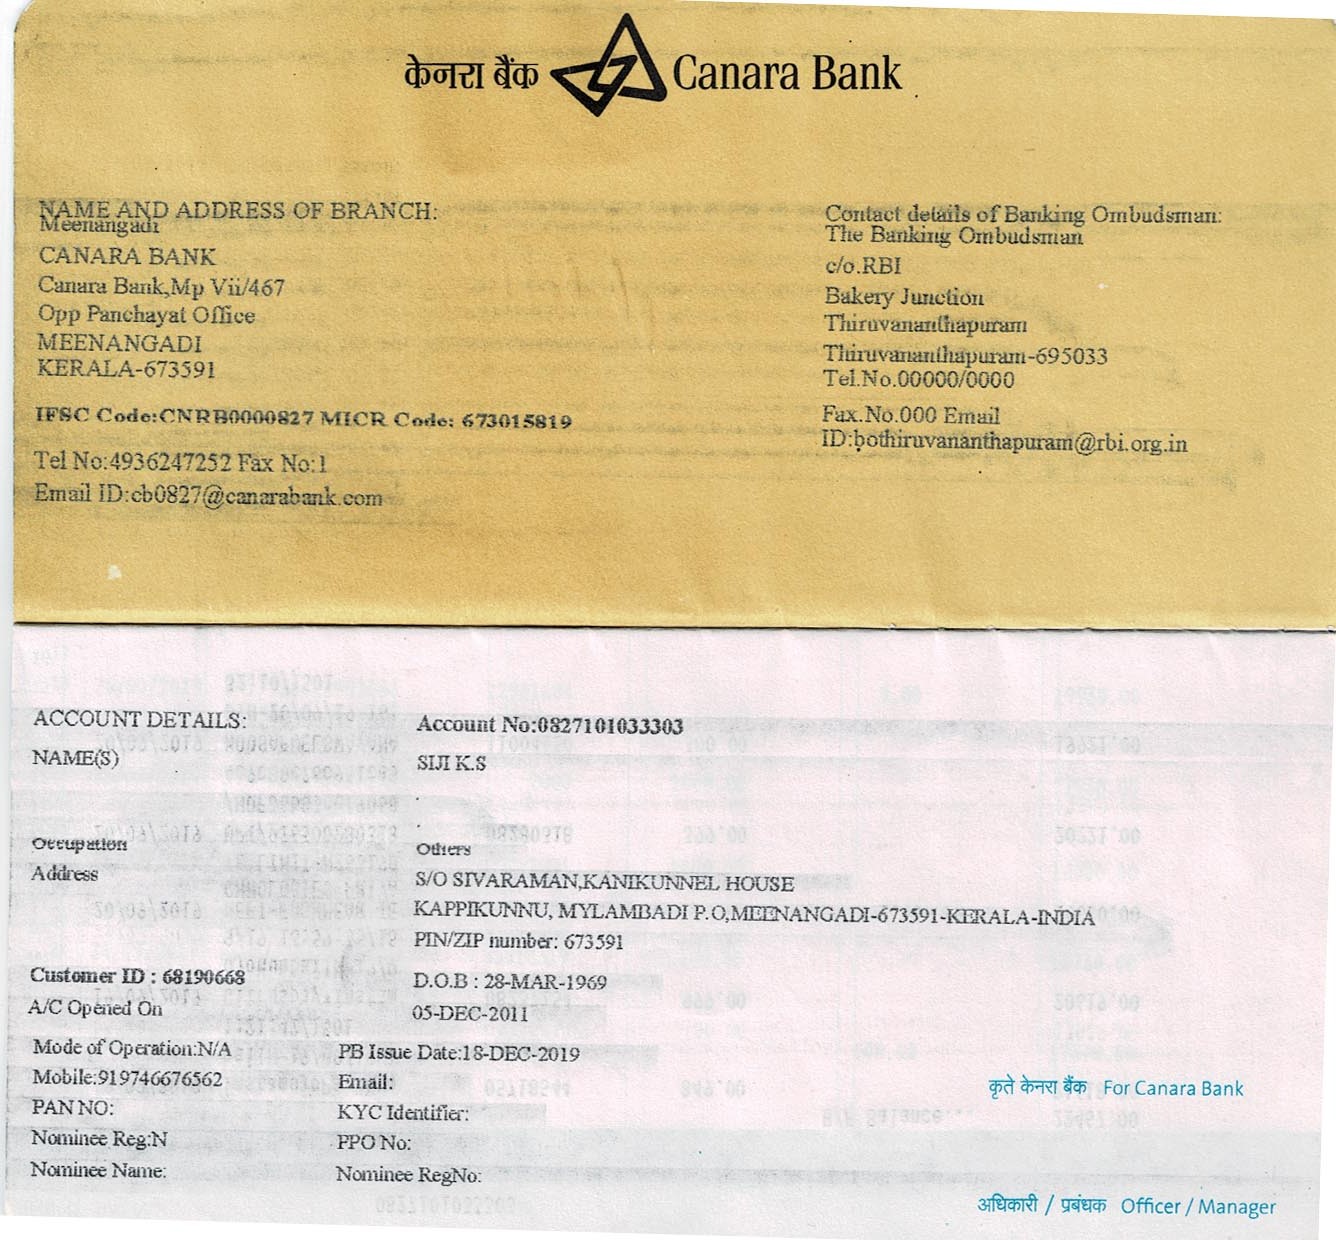 केनरा बैंक Canara Bank
NAME AND ADDRESS OF BRANCH:
Meenangadi
CANARA BANK
Canara Bank,Mp Vii/467
Opp Panchayat Office
MEENANGADI
KERALA-673591
IFSC Code:CNRB0000827 MICR Code: 673015819
Tel No:4936247252 Fax No:1
Email ID:cb0827@canarabank.com
Contact details of Banking Ombudsman:
The Banking Ombudsman
c/o.RBI
Bakery Junction
Thiruvananthapuram
Thiruvananthapuram-695033
Tel.No.00000/0000
Fax.No.000 Email
ID:bothiruvananthapuram@rbi.org.in
ACCOUNT DETAILS: Account No:0827101033303
NAME(S) SIJI K.S
Occupation Others
Address S/O SIVARAMAN,KANIKUNNEL HOUSE
KAPPIKUNNU, MYLAMBADI P.O,MEENANGADI-673591-KERALA-INDIA
PIN/ZIP number: 673591
Customer ID : 68190668 D.O.B : 28-MAR-1969
A/C Opened On 05-DEC-2011
Mode of Operation:N/A PB Issue Date:18-DEC-2019
Mobile:919746676562 Email:
PAN NO: KYC Identifier:
Nominee Reg:N PPO No:
Nominee Name: Nominee RegNo:
कृते केनरा बैंक For Canara Bank
अधिकारी / प्रबंधक Officer / Manager